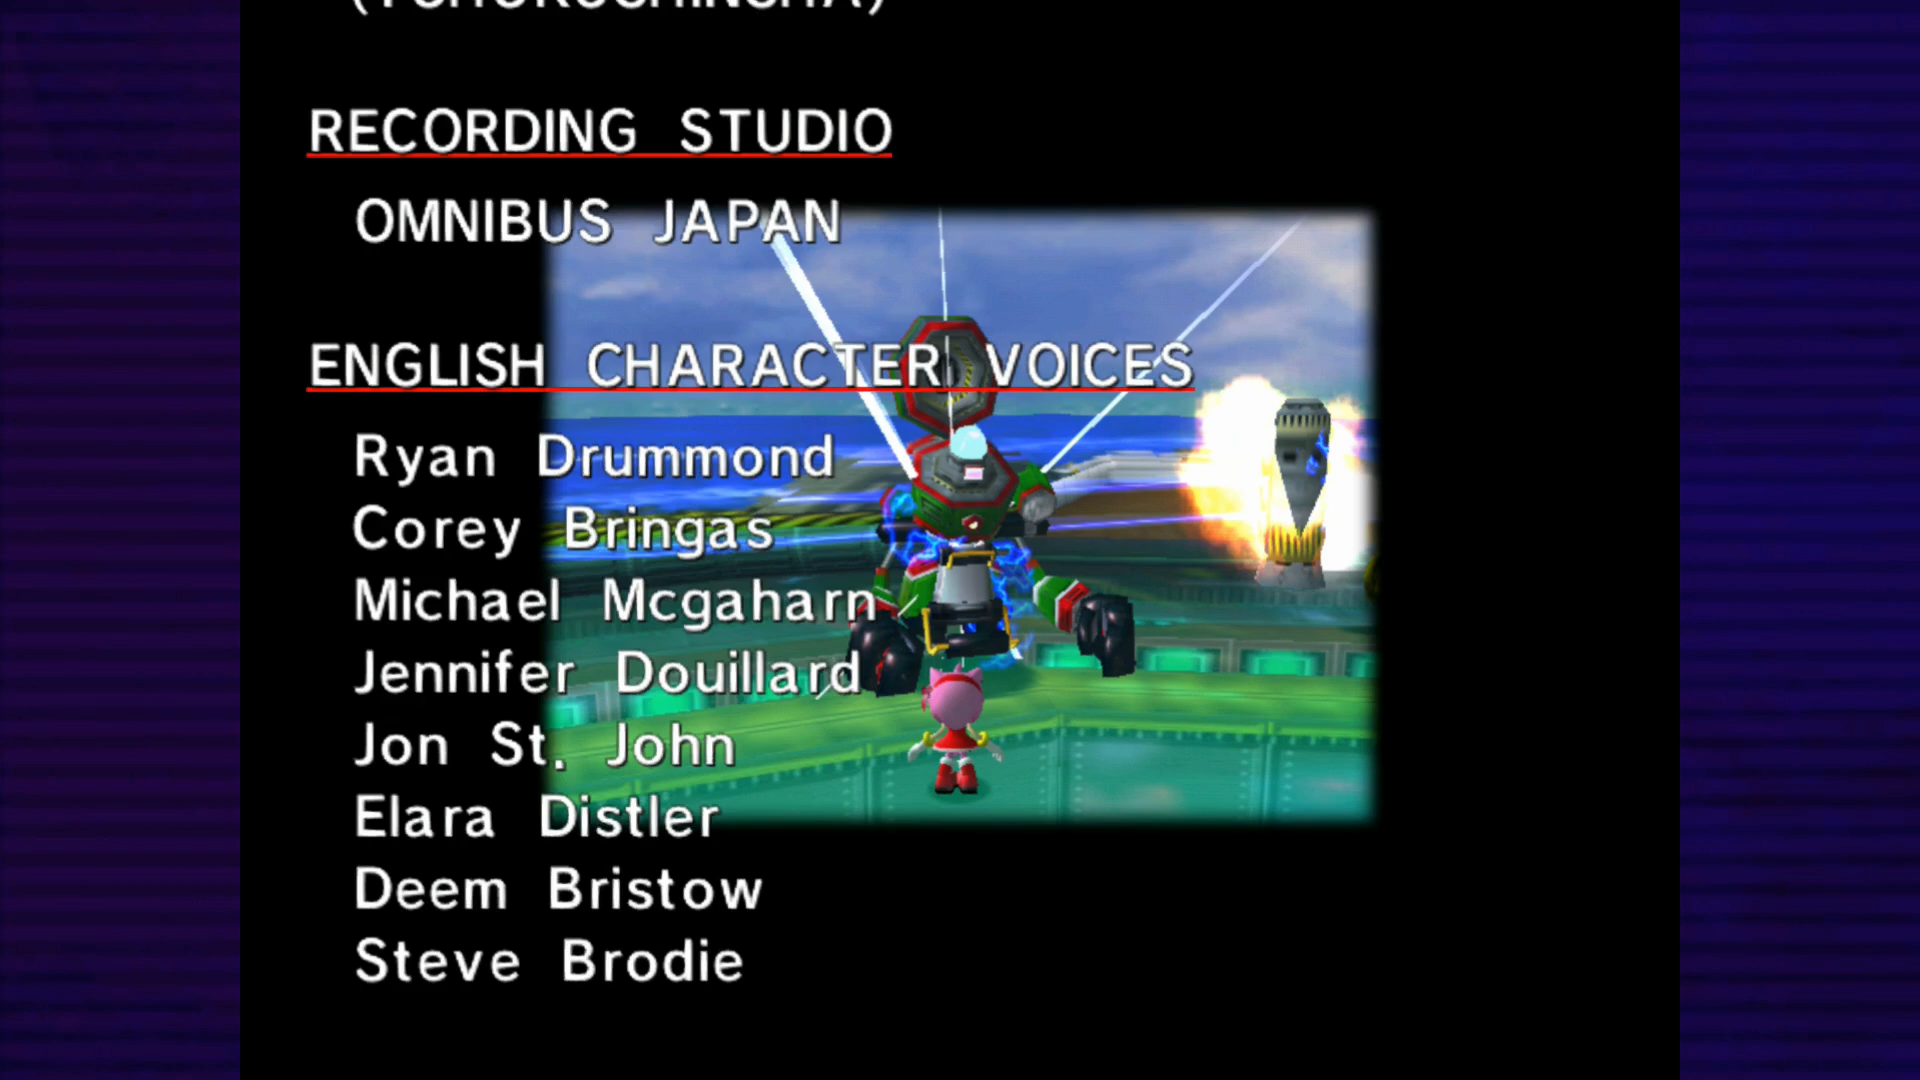 RECORDING STUDIO
OMNIBUS JAPAN
ENGLISH CHARACTER VOICES
Ryan Drummond
Corey Bringas
Michael Mcgaharn
Jennifer Douillard
Jon St. John
Elara Distler
Deem Bristow
Steve Brodie